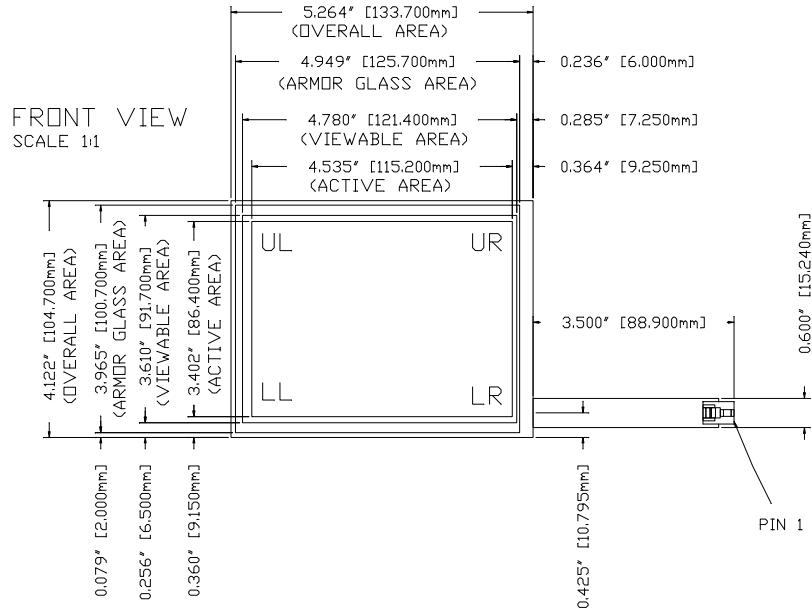 5.264" [133.700mm]
(OVERALL AREA)
4.949" [125.700mm]
0.236" [6.000mm]
(ARMOR GLASS AREA)
FRONT VIEW
SCALE 1:1
4.780" [121.400mm]
0.285" [7.250mm]
(VIEWABLE AREA)
4.535" [115.200mm]
0.364" [9.250mm]
(ACTIVE AREA)
4.122" [104.700mm]
(OVERALL AREA)
3.965" [100.700mm]
(ARMOR GLASS AREA)
3.610" [91.700mm]
(VIEWABLE AREA)
3.402" [86.400mm]
(ACTIVE AREA)
UL
UR
LL
LR
3.500" [88.900mm]
0.600" [15.240mm]
0.079" [2.000mm]
0.256" [6.500mm]
0.360" [9.150mm]
0.425" [10.795mm]
PIN 1